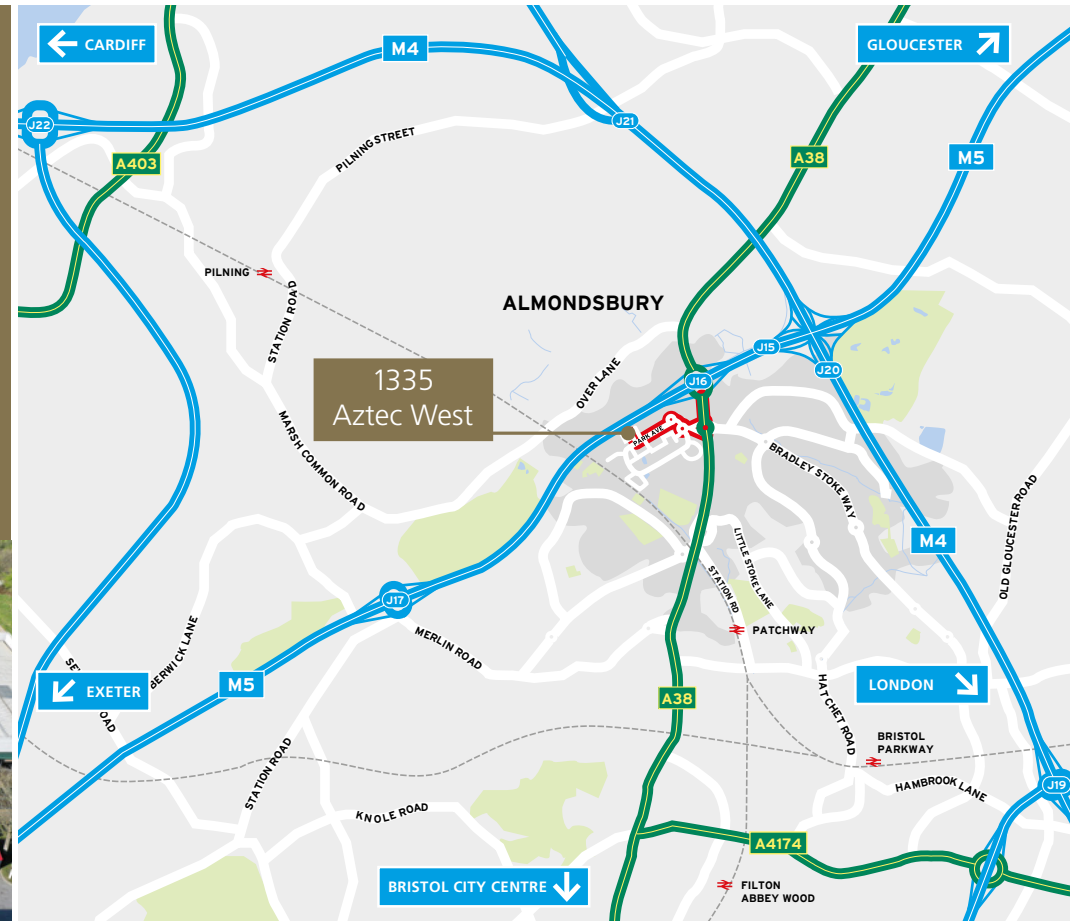 CARDIFF
M4
GLOUCESTER
J22
J21
PILNING STREET
A403
A38
M5
PILNING
STATION ROAD
ALMONDSBURY
J15
J20
J16
1335
Aztec West
OVER LANE
PARK AVE
MARSH COMMON ROAD
BRADLEY STOKE WAY
OLD GLOUCESTER ROAD
M4
LITTLE STOKE LANE
STATION RD
J17
PATCHWAY
MERLIN ROAD
BERWICK LANE
EXETER
M5
LONDON
A38
HATCHET ROAD
BRISTOL
PARKWAY
STATION ROAD
HAMBROOK LANE
J19
KNOLE ROAD
A4174
BRISTOL CITY CENTRE
FILTON
ABBEY WOOD